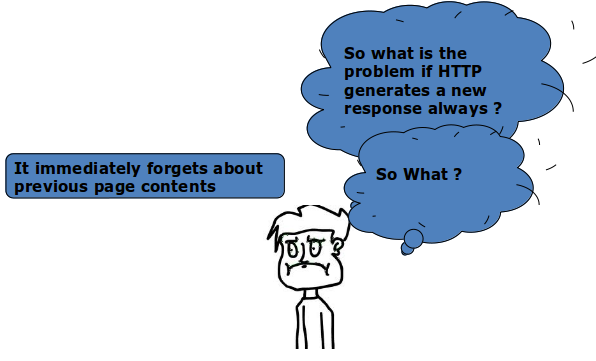 So what is the
problem if HTTP
generates a new
response always ?
So What ?
It immediately forgets about
previous page contents